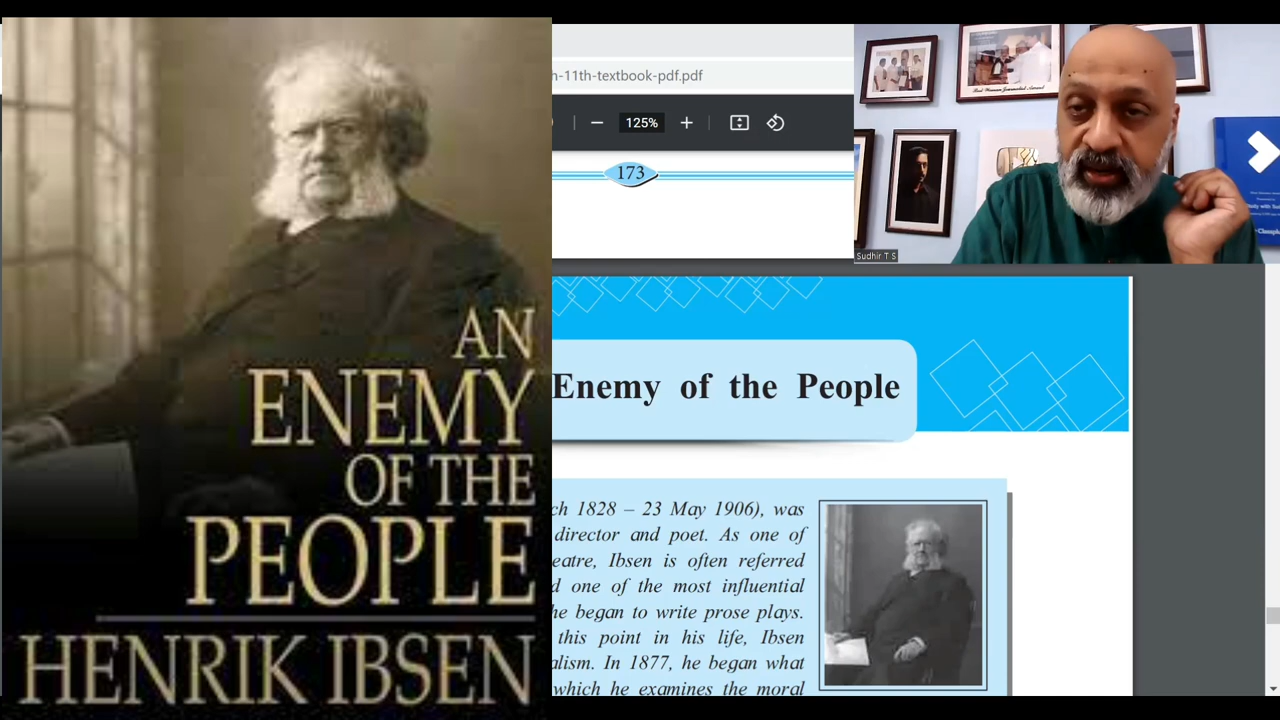 AN
ENEMY
OF THE
PEOPLE
HENRIK IBSEN
h-11th-textbook-pdf.pdf
125%
173
Enemy of the People
ch 1828 – 23 May 1906), was
director and poet. As one of
eatre, Ibsen is often referred
d one of the most influential
he began to write prose plays.
this point in his life, Ibsen
alism. In 1877, he began what
which he examines the moral
Sudhir T S